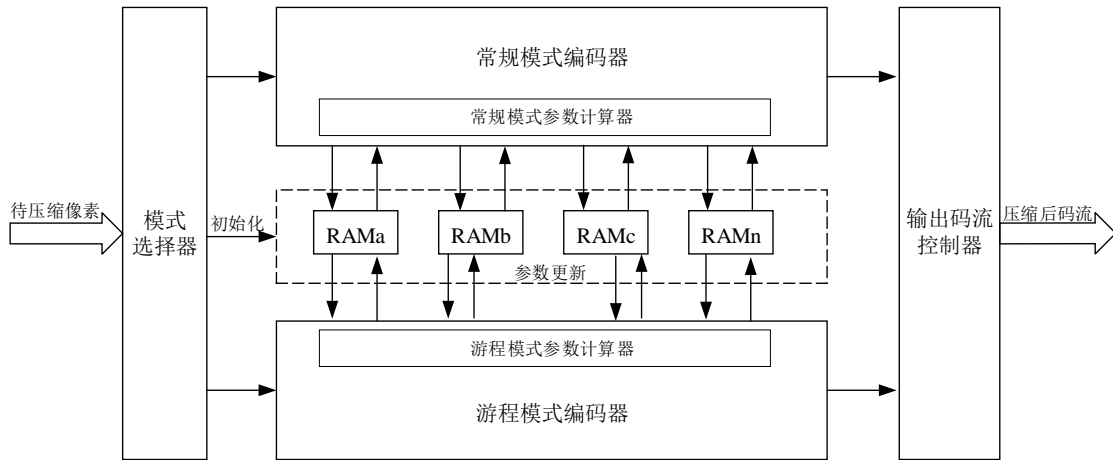 待压缩像素
模式
选择器
初始化
常规模式编码器
常规模式参数计算器
RAMa
RAMb
RAMc
RAMn
参数更新
游程模式参数计算器
游程模式编码器
输出码流
控制器
压缩后码流